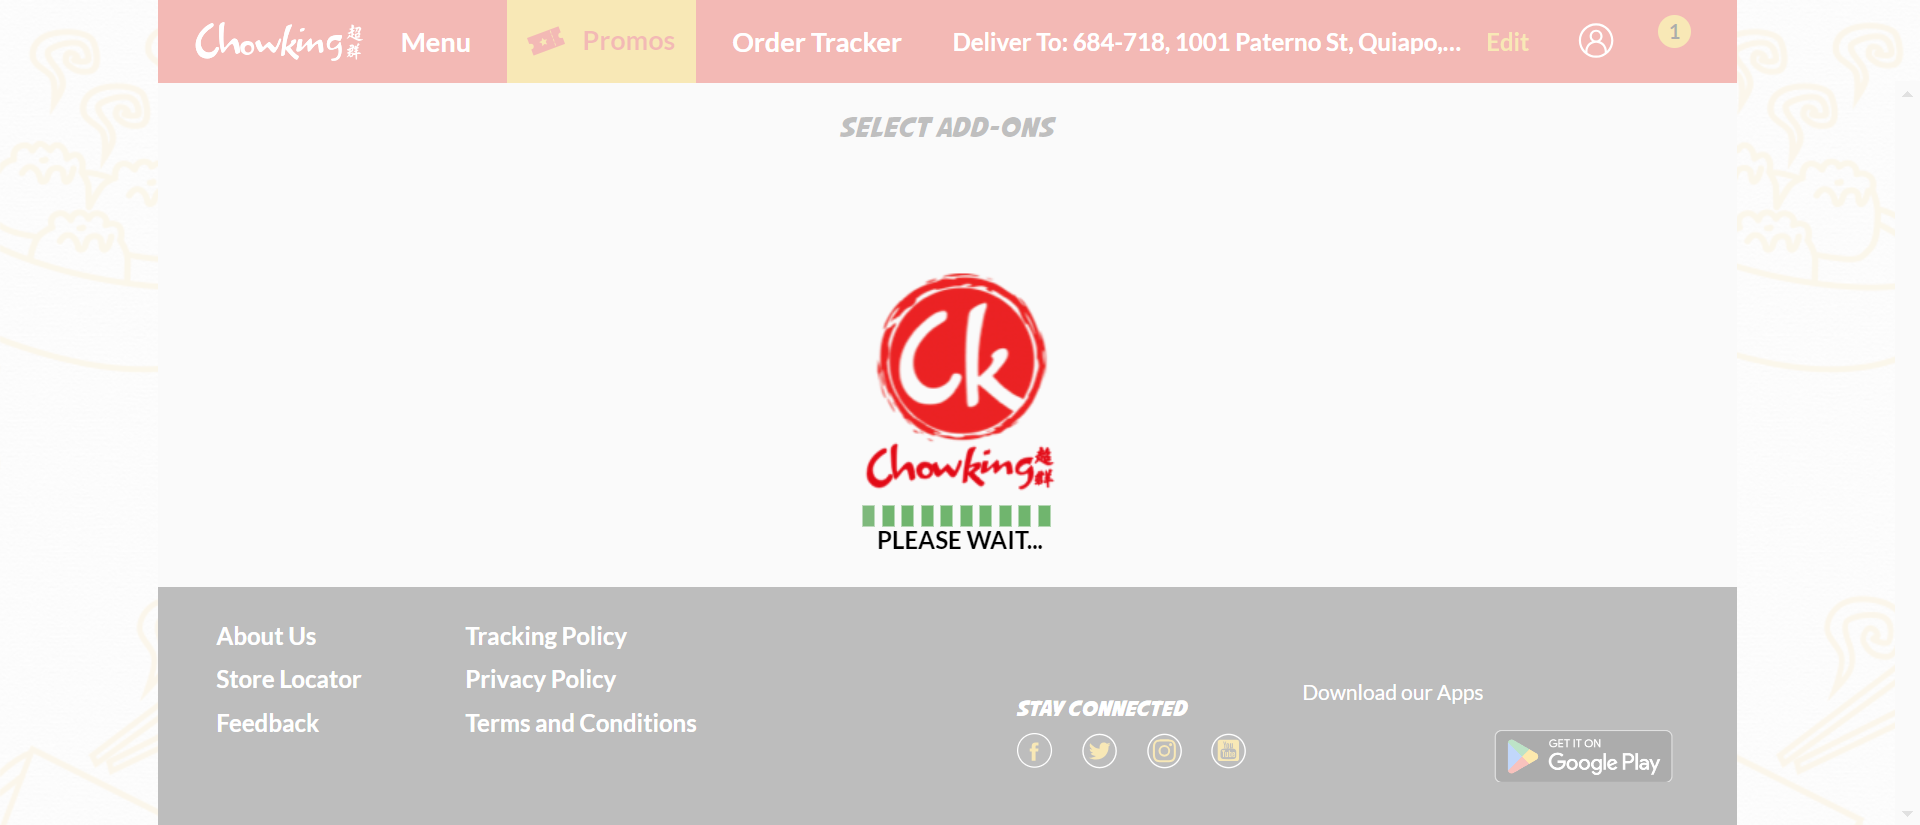 Chowking 超群
Menu
Promos
Order Tracker
Deliver To: 684-718, 1001 Paterno St, Quiapo,...
Edit
1
SELECT ADD-ONS
Ck
Chowking 超群
PLEASE WAIT...
About Us
Store Locator
Feedback
Tracking Policy
Privacy Policy
Terms and Conditions
STAY CONNECTED
You Tube
Download our Apps
GET IT ON
Google Play